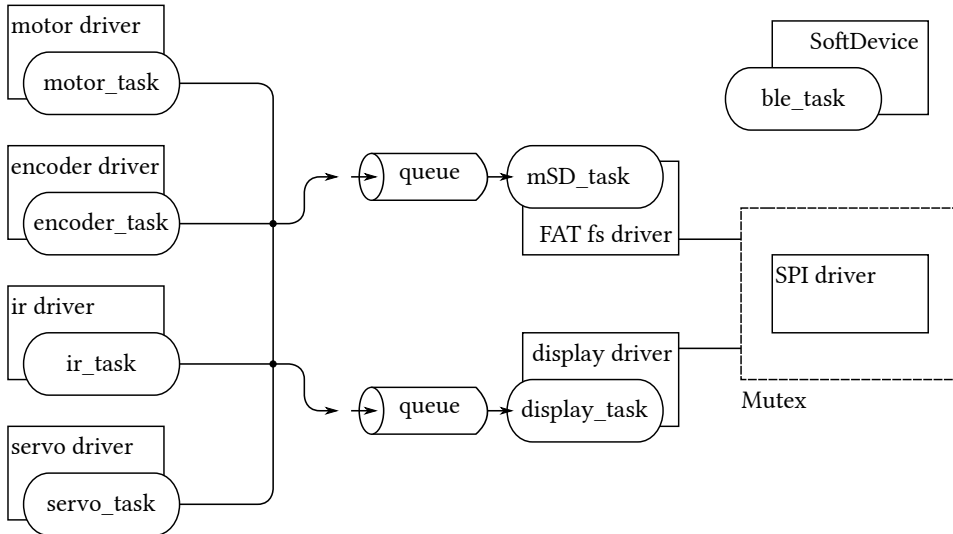 motor driver
motor_task
SoftDevice
ble_task
encoder driver
encoder_task
queue
mSD_task
FAT fs driver
SPI driver
ir driver
ir_task
display driver
queue
display_task
Mutex
servo driver
servo_task